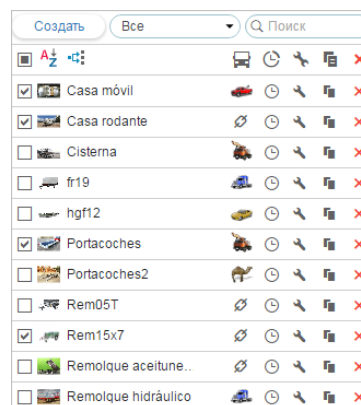 Создать Все Поиск
Casa móvil
Casa rodante
Cisterna
fr19
hgf12
Portacoches
Portacoches2
Rem05T
Rem15x7
Remolque aceitune..
Remolque hidráulico